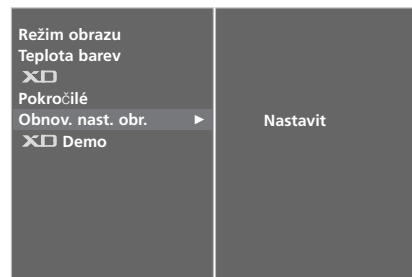 Režim obrazu
Teplota barev
XD
Pokročilé
Obnov. nast. obr. ►
XD Demo
Nastavit